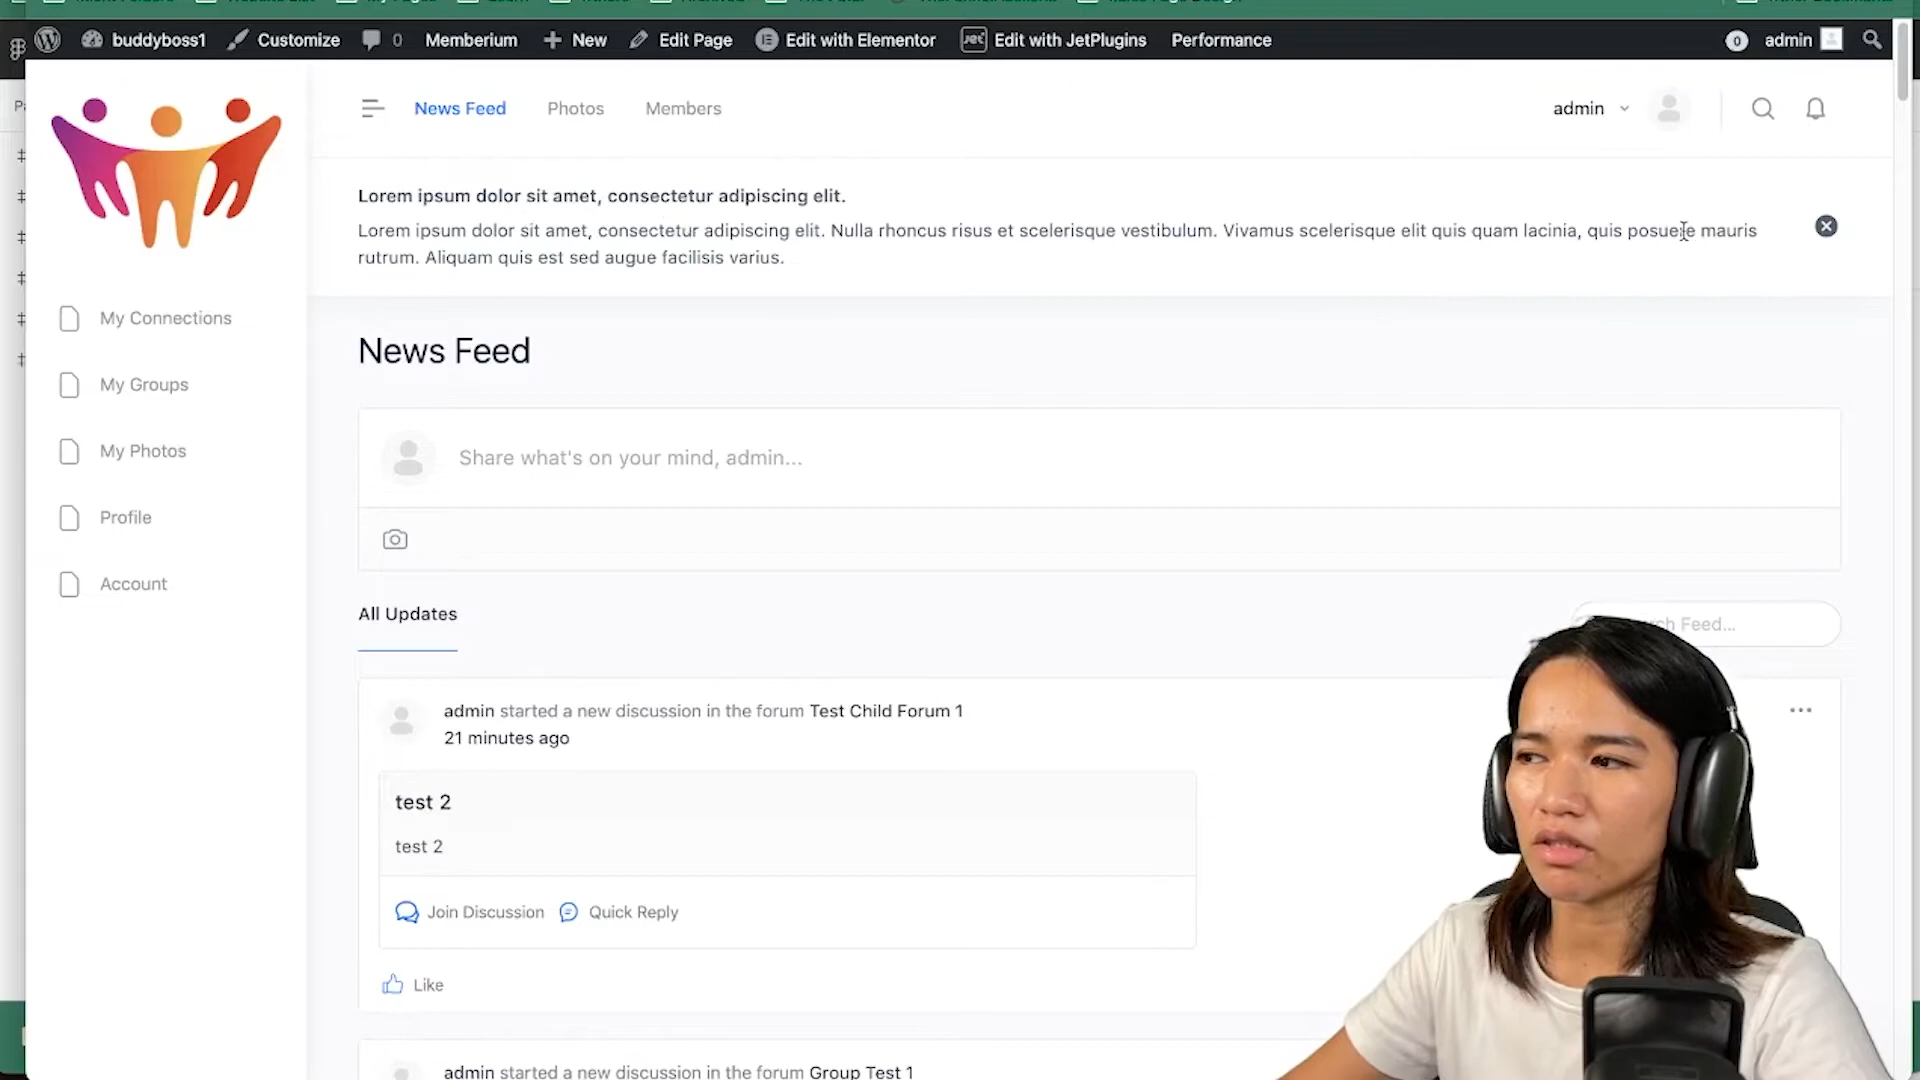 buddyboss1 Customize 0 Memberium New Edit Page Edit with Elementor Jet Edit with JetPlugins Performance 0 admin
News Feed Photos Members admin
Lorem ipsum dolor sit amet, consectetur adipiscing elit.
Lorem ipsum dolor sit amet, consectetur adipiscing elit. Nulla rhoncus risus et scelerisque vestibulum. Vivamus scelerisque elit quis quam lacinia, quis posuere mauris
rutrum. Aliquam quis est sed augue facilisis varius.
My Connections
My Groups
My Photos
Profile
Account
News Feed
Share what's on your mind, admin...
All Updates
Feed...
admin started a new discussion in the forum Test Child Forum 1
21 minutes ago
test 2
test 2
Join Discussion Quick Reply
Like
admin started a new discussion in the forum Group Test 1